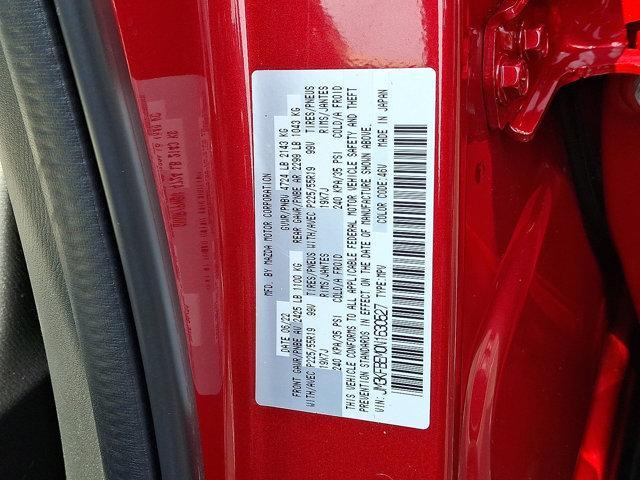 MFD. BY MAZDA MOTOR CORPORATION
DATE 06/22 GVWR/PNBV 4724 LB 2143 KG
FRONT GAWR/PNBE AV 2425 LB 1100 KG REAR GAWR/PNBE AR 2299 LB 1043 KG
WITH/AVEC P225/55R19 99V TIRES/PNEUS WITH/AVEC P225/55R19 99V TIRES/PNEUS
19X7J RIMS/JANTES 19X7J RIMS/JANTES
240 KPA/35 PSI COLD/A FROID 240 KPA/35 PSI COLD/A FROID
THIS VEHICLE CONFORMS TO ALL APPLICABLE FEDERAL MOTOR VEHICLE SAFETY AND THEFT
PREVENTION STANDARDS IN EFFECT ON THE DATE OF MANUFACTURE SHOWN ABOVE.
VIN: TYPE:MPV COLOR CODE:46V MADE IN JAPAN